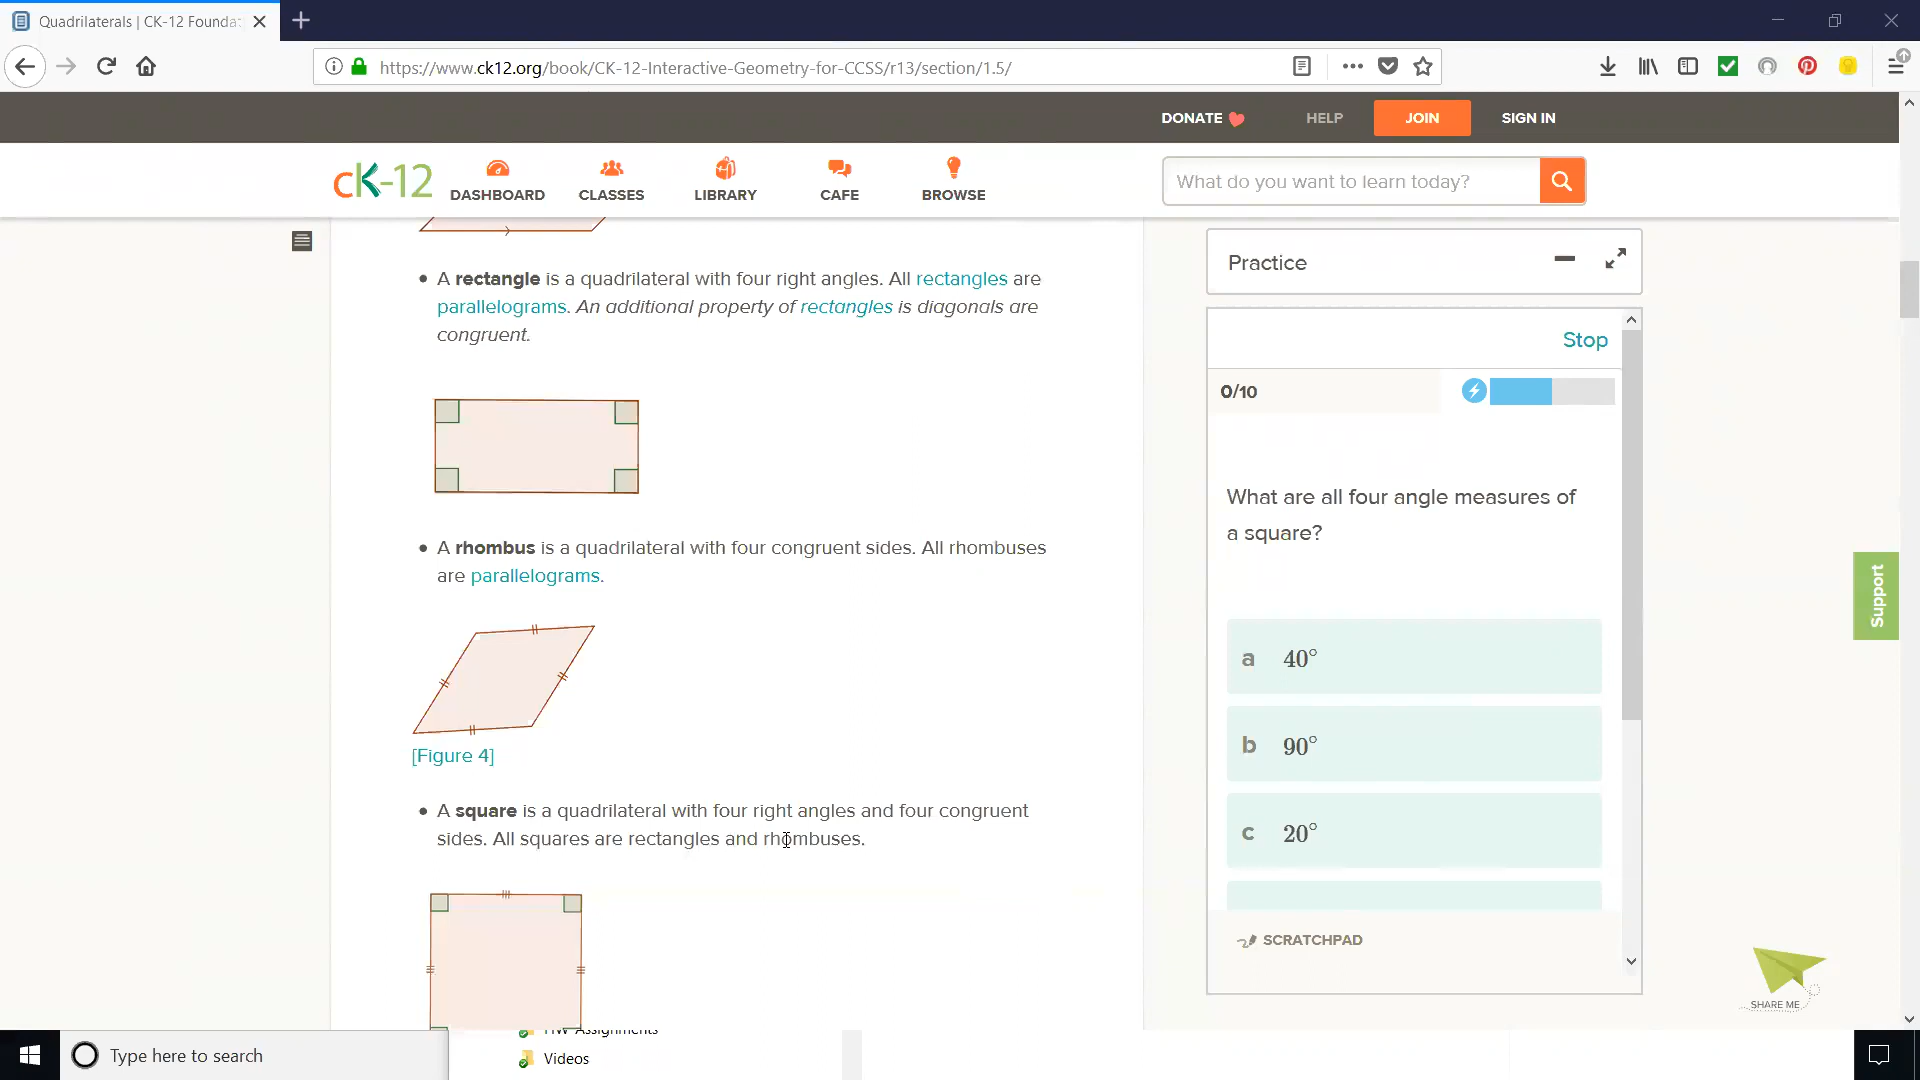 Quadrilaterals | CK-12 Foundat
https://www.ck12.org/book/CK-12-Interactive-Geometry-for-CCSS/r13/section/1.5/
DONATE
HELP
JOIN
SIGN IN
cK-12
DASHBOARD
CLASSES
LIBRARY
CAFE
BROWSE
What do you want to learn today?
• A rectangle is a quadrilateral with four right angles. All rectangles are
parallelograms. An additional property of rectangles is diagonals are
congruent.
• A rhombus is a quadrilateral with four congruent sides. All rhombuses
are parallelograms.
[Figure 4]
• A square is a quadrilateral with four right angles and four congruent
sides. All squares are rectangles and rhombuses.
Practice
Stop
0/10
What are all four angle measures of
a square?
a 40°
b 90°
c 20°
SCRATCHPAD
Support
SHARE ME
Type here to search
HW Assignments
Videos